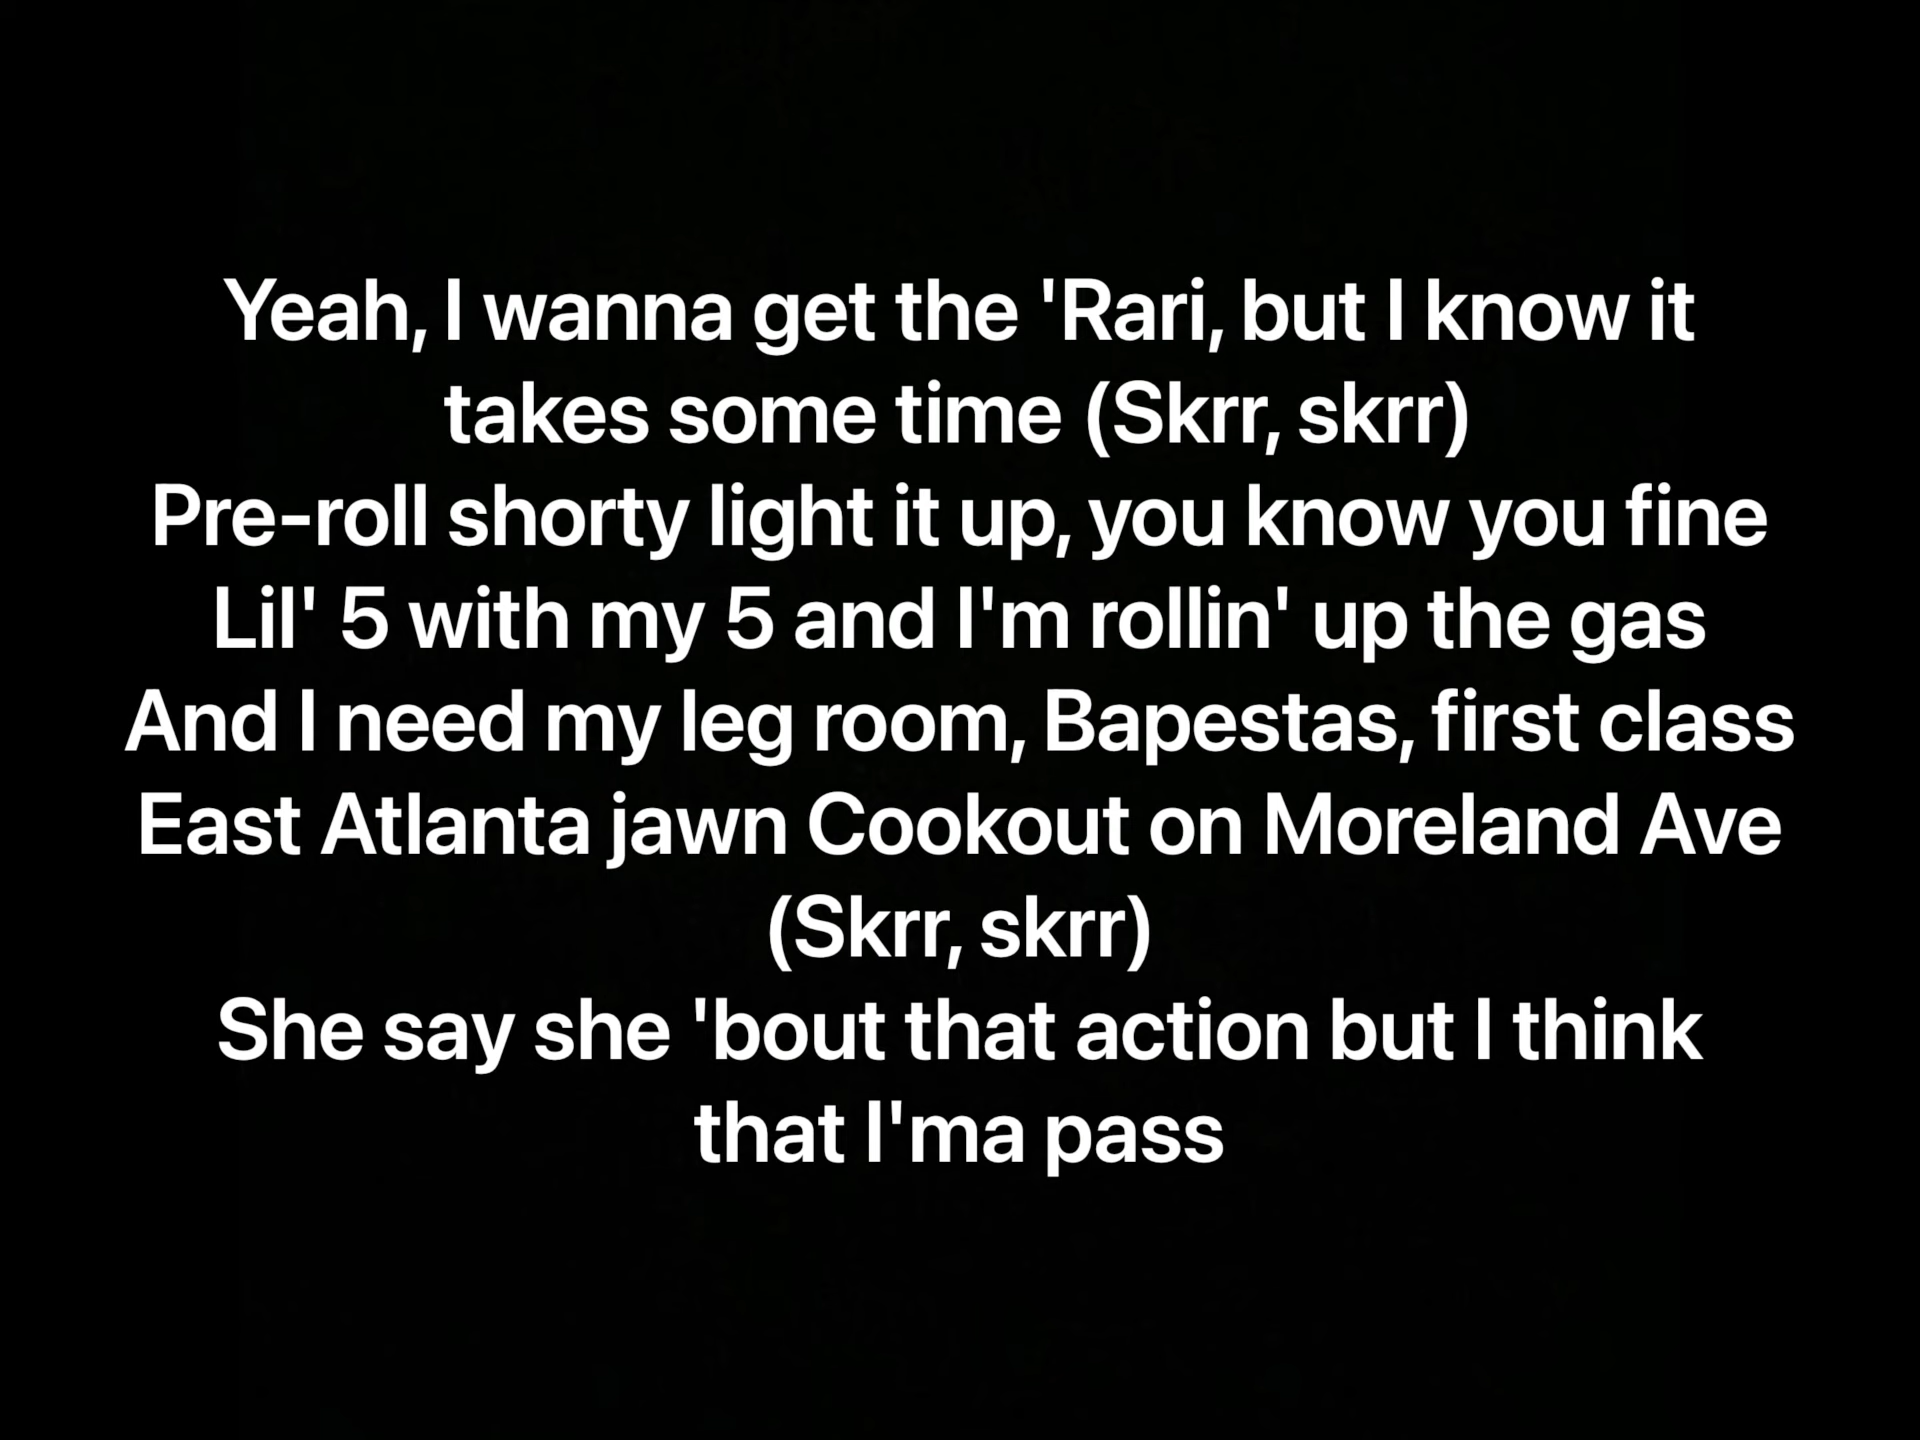 Yeah, I wanna get the 'Rari, but I know it
takes some time (Skrr, skrr)
Pre-roll shorty light it up, you know you fine
Lil' 5 with my 5 and I'm rollin' up the gas
And I need my leg room, Bapestas, first class
East Atlanta jawn Cookout on Moreland Ave
(Skrr, skrr)
She say she 'bout that action but I think
that I'ma pass